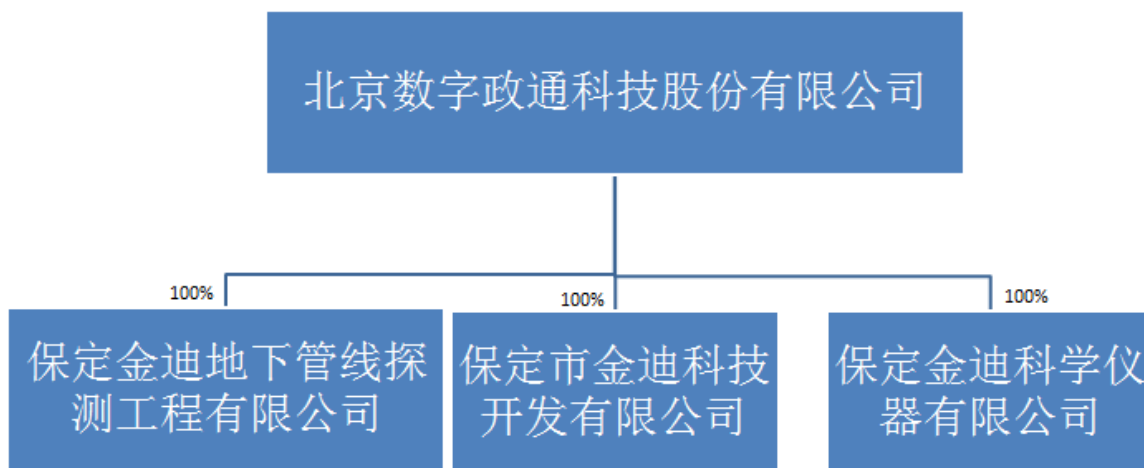 北京数字政通科技股份有限公司
100%
100%
100%
保定金迪地下管线探
测工程有限公司
保定市金迪科技
开发有限公司
保定金迪科学仪
器有限公司